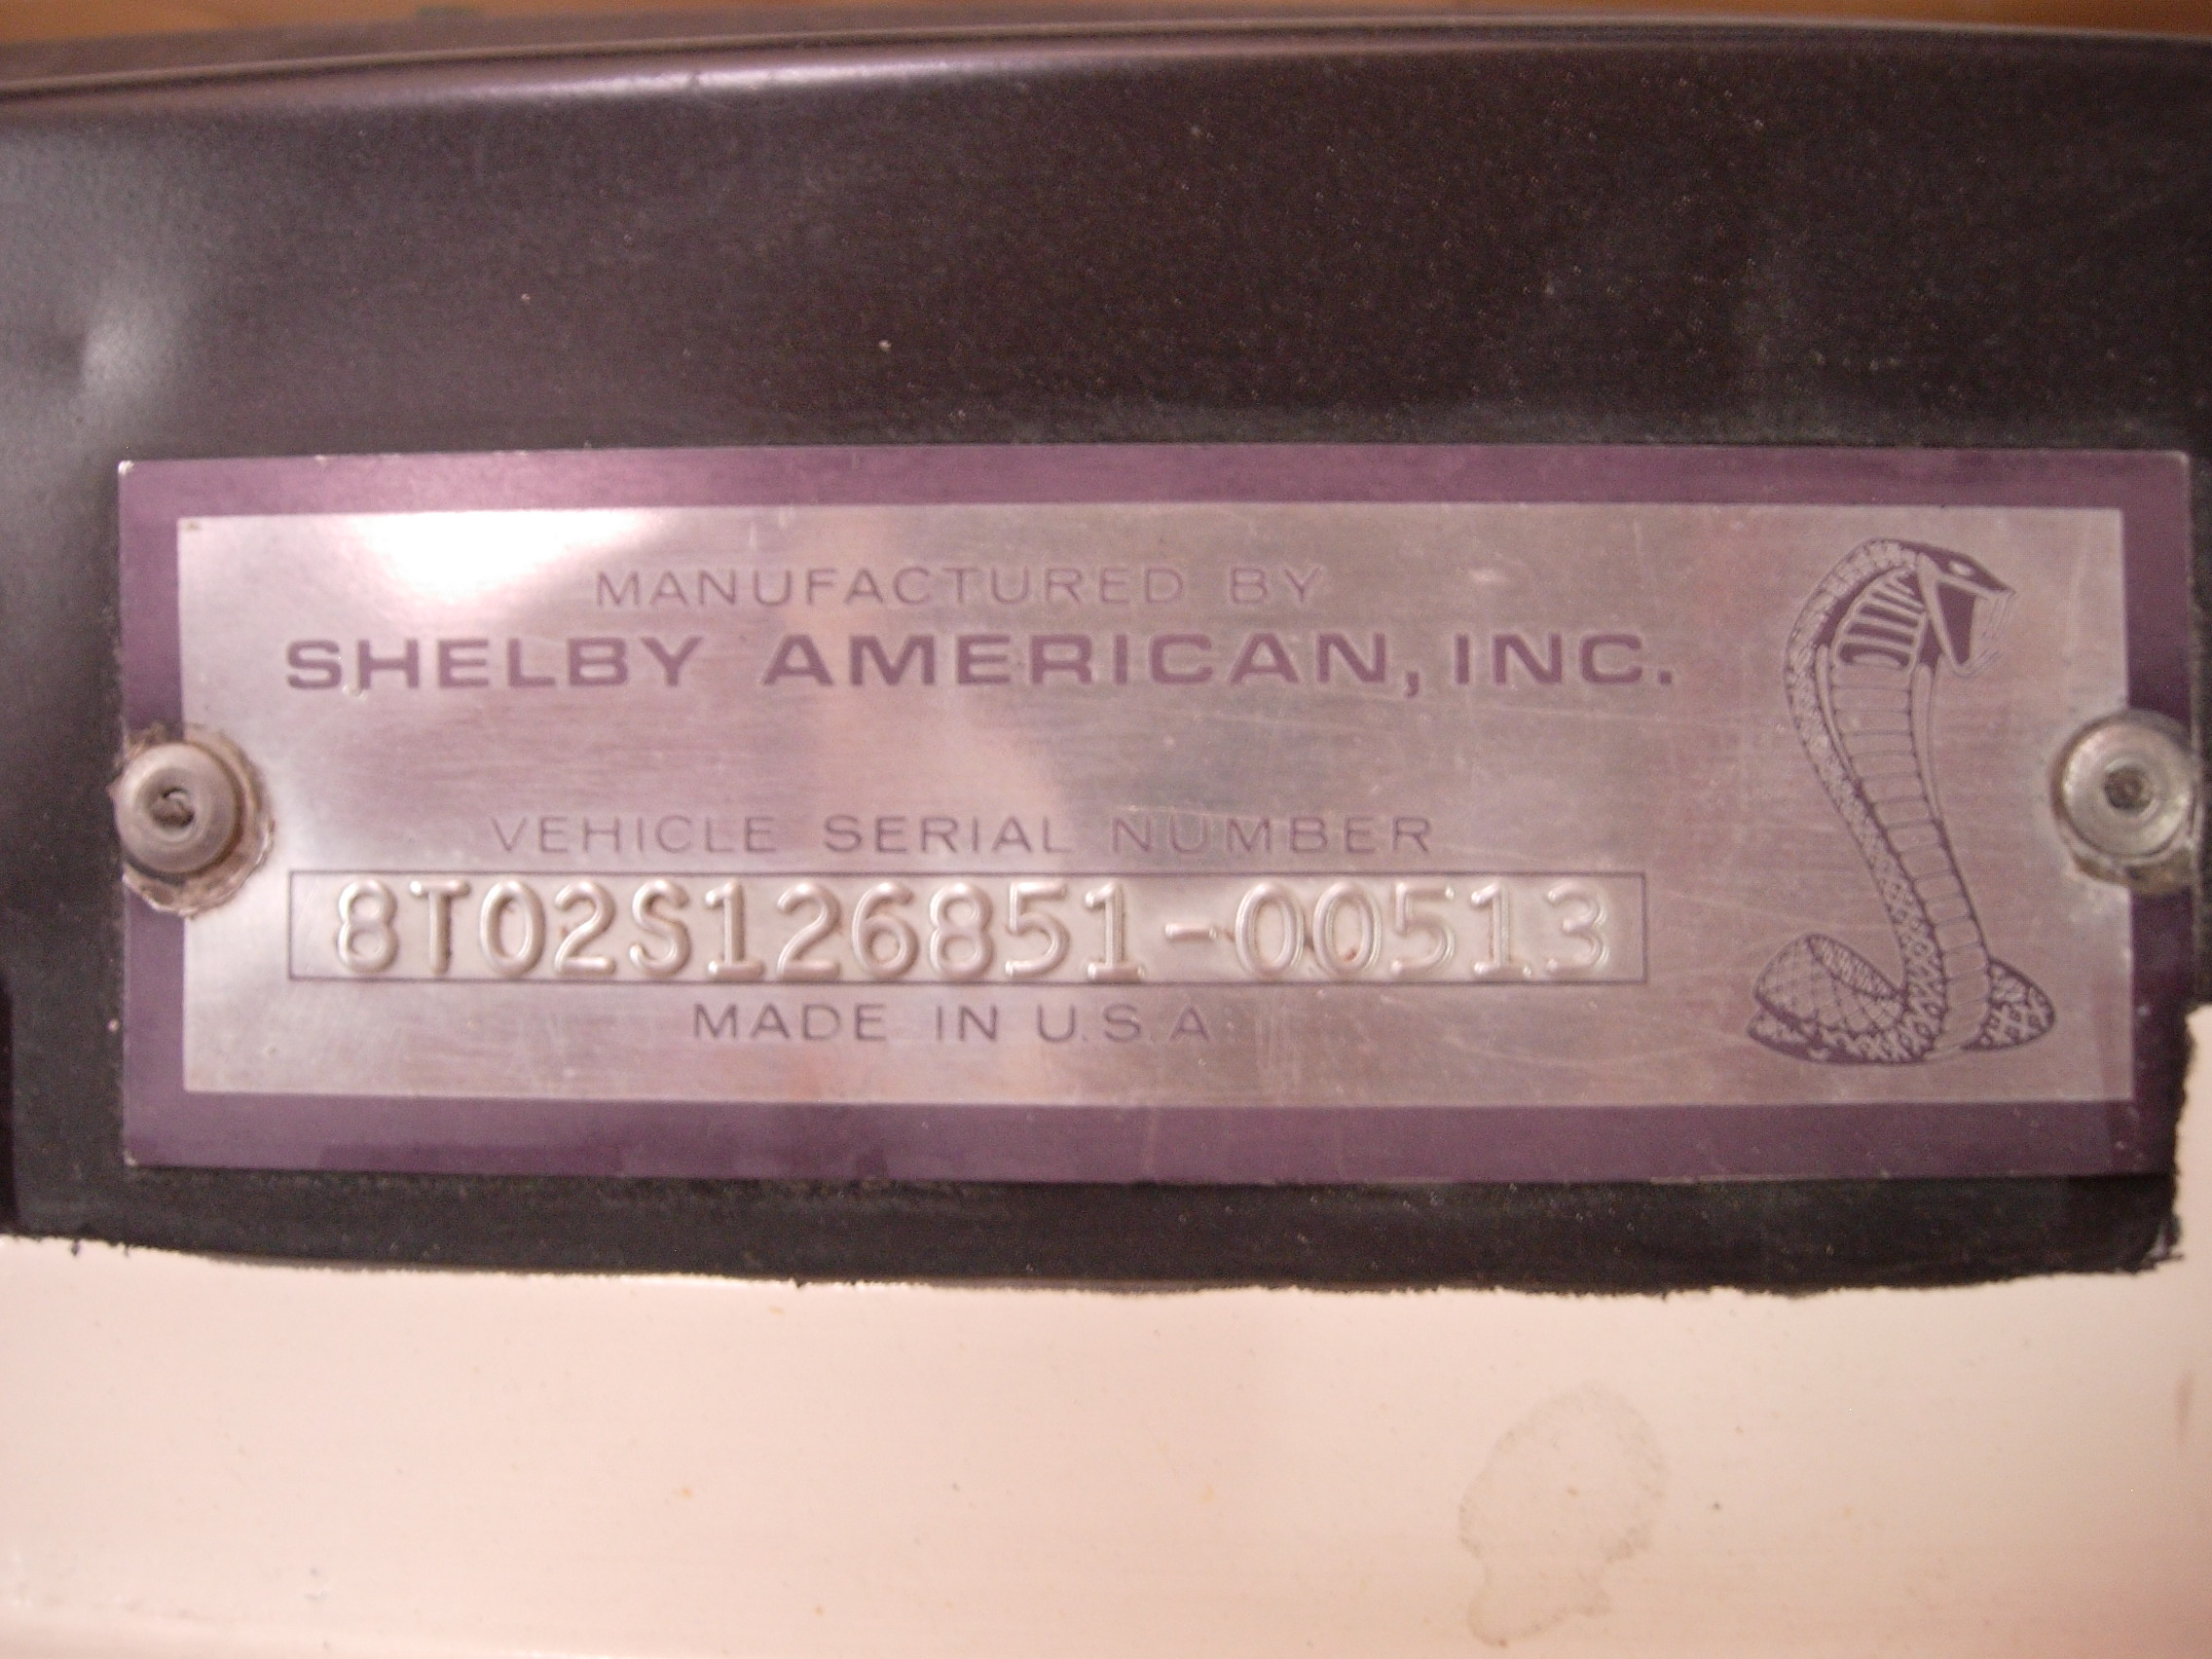 MANUFACTURED BY
SHELBY AMERICAN, INC.
VEHICLE SERIAL NUMBER
8T02S126851-00513
MADE IN U.S.A